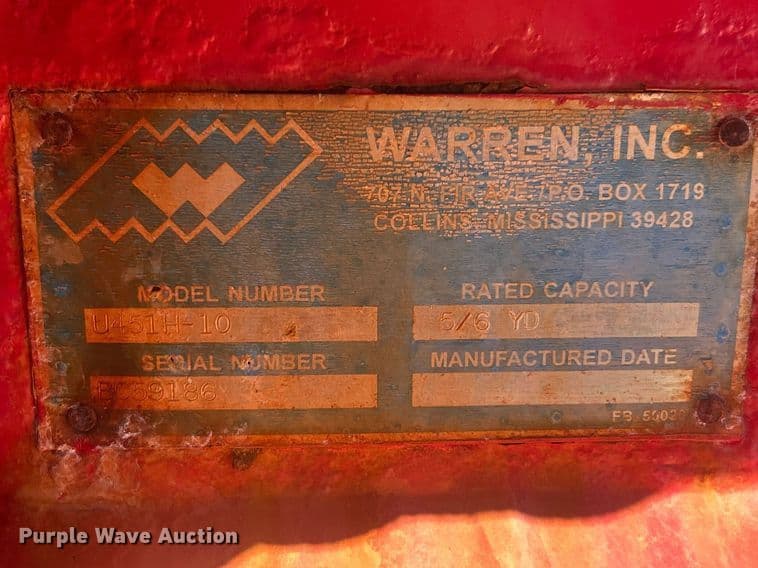 WARREN, INC.
707 N. FIR AVE./P.O. BOX 1719
COLLINS, MISSISSIPPI 39428
MODEL NUMBER
U451H-10
RATED CAPACITY
5/6 YD
SERIAL NUMBER
MANUFACTURED DATE
Purple Wave Auction